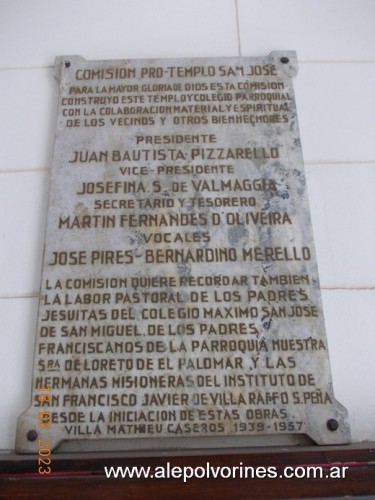 COMISION PRO-TEMPLO SAN JOSE
PARA LA MAYOR GLORIA DE DIOS ESTA COMISION
CONSTRUYO ESTE TEMPLO Y COLEGIO PARROQUIAL
CON LA COLABORACION MATERIAL Y ESPIRITUAL
DE LOS VECINOS Y OTROS BIENHECHORES
PRESIDENTE
JUAN BAUTISTA PIZZARELLO
VICE-PRESIDENTE
JOSEFINA S. DE VALMAGGIA
SECRETARIO Y TESORERO
MARTIN FERNANDES D'OLIVEIRA
VOCALES
JOSE PIRES-BERNARDINO MERELLO
LA COMISION QUIERE RECORDAR TAMBIEN
LA LABOR PASTORAL DE LOS PADRES
JESUITAS DEL COLEGIO MAXIMO SAN JOSE
DE SAN MIGUEL, DE LOS PADRES
FRANCISCANOS DE LA PARROQUIA NUESTRA
SRA DE LORETO DE EL PALOMAR, Y LAS
HERMANAS MISIONERAS DEL INSTITUTO DE
SAN FRANCISCO JAVIER DE VILLA RAFFO S. PEÑA
DESDE LA INICIACION DE ESTAS OBRAS
VILLA MATHIEU CASEROS 1939-1957
2023
www.alepolvorines.com.ar